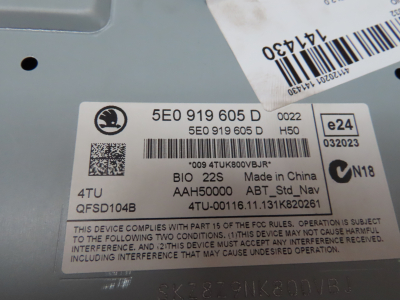 4120201141430
141430
5E0 919 605 D 0022
5E0 919 605 D H50
e24
032023
*009 4TUK800VBJR*
BIO 22S Made in China
N18
4TU AAH50000 ABT_Std_Nav
QFSD104B 4TU-00116.11.131K820261
THIS DEVICE COMPLIES WITH PART 15 OF THE FCC RULES. OPERATION IS
SUBJECT TO THE FOLLOWING TWO CONDITIONS:(1)THIS DEVICE MAY NOT CAUSE
HARMFUL INTERFERENCE, AND(2)THIS DEVICE MUST ACCEPT ANY INTERFERENCE
RECEIVED, INCLUDING INTERFERENCE THAT MAY CAUSE UNDESIRED OPERATION